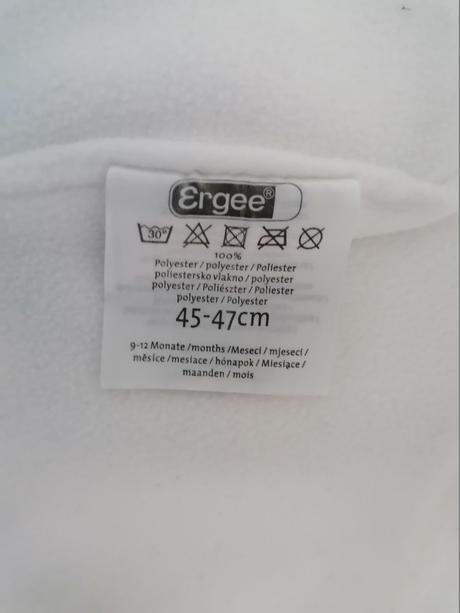 Ergee®
30°
100%
Polyester / polyester / Poliester
poliestersko vlakno / polyester
polyester / Poliészter / Poliester
polyester / Polyester
45-47cm
9-12 Monate /months /Meseci / mjeseci /
měsíce /mesiace / hónapok / Miesiące /
maanden / mois